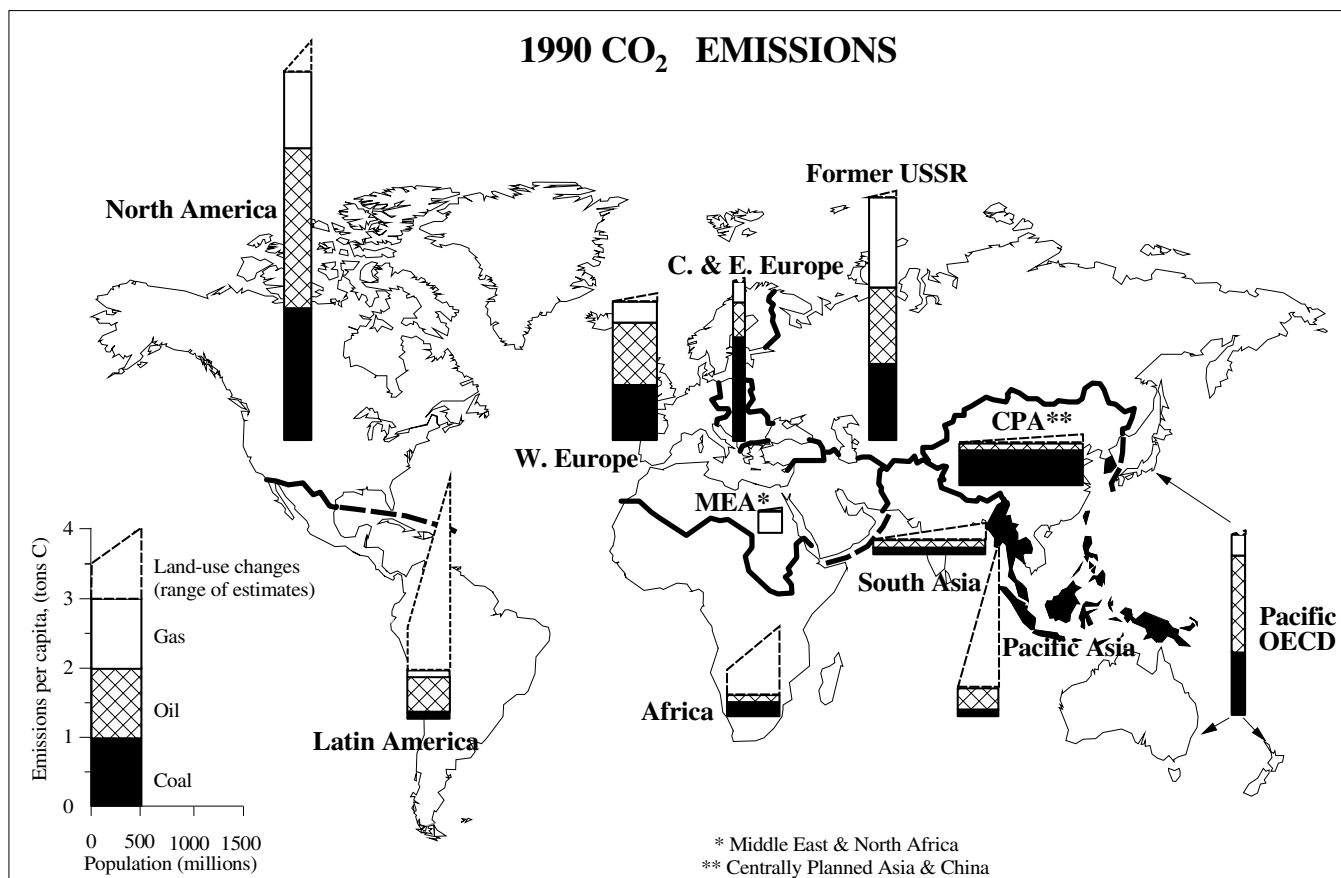 1990 CO₂ EMISSIONS
Former USSR
North America
C. & E. Europe
CPA**
W. Europe
MEA*
South Asia
Pacific
OECD
Pacific Asia
Africa
Latin America
Emissions per capita, (tons C)
4
3
2
1
0
Land-use changes
(range of estimates)
Gas
Oil
Coal
0 500 1000 1500
Population (millions)
* Middle East & North Africa
** Centrally Planned Asia & China